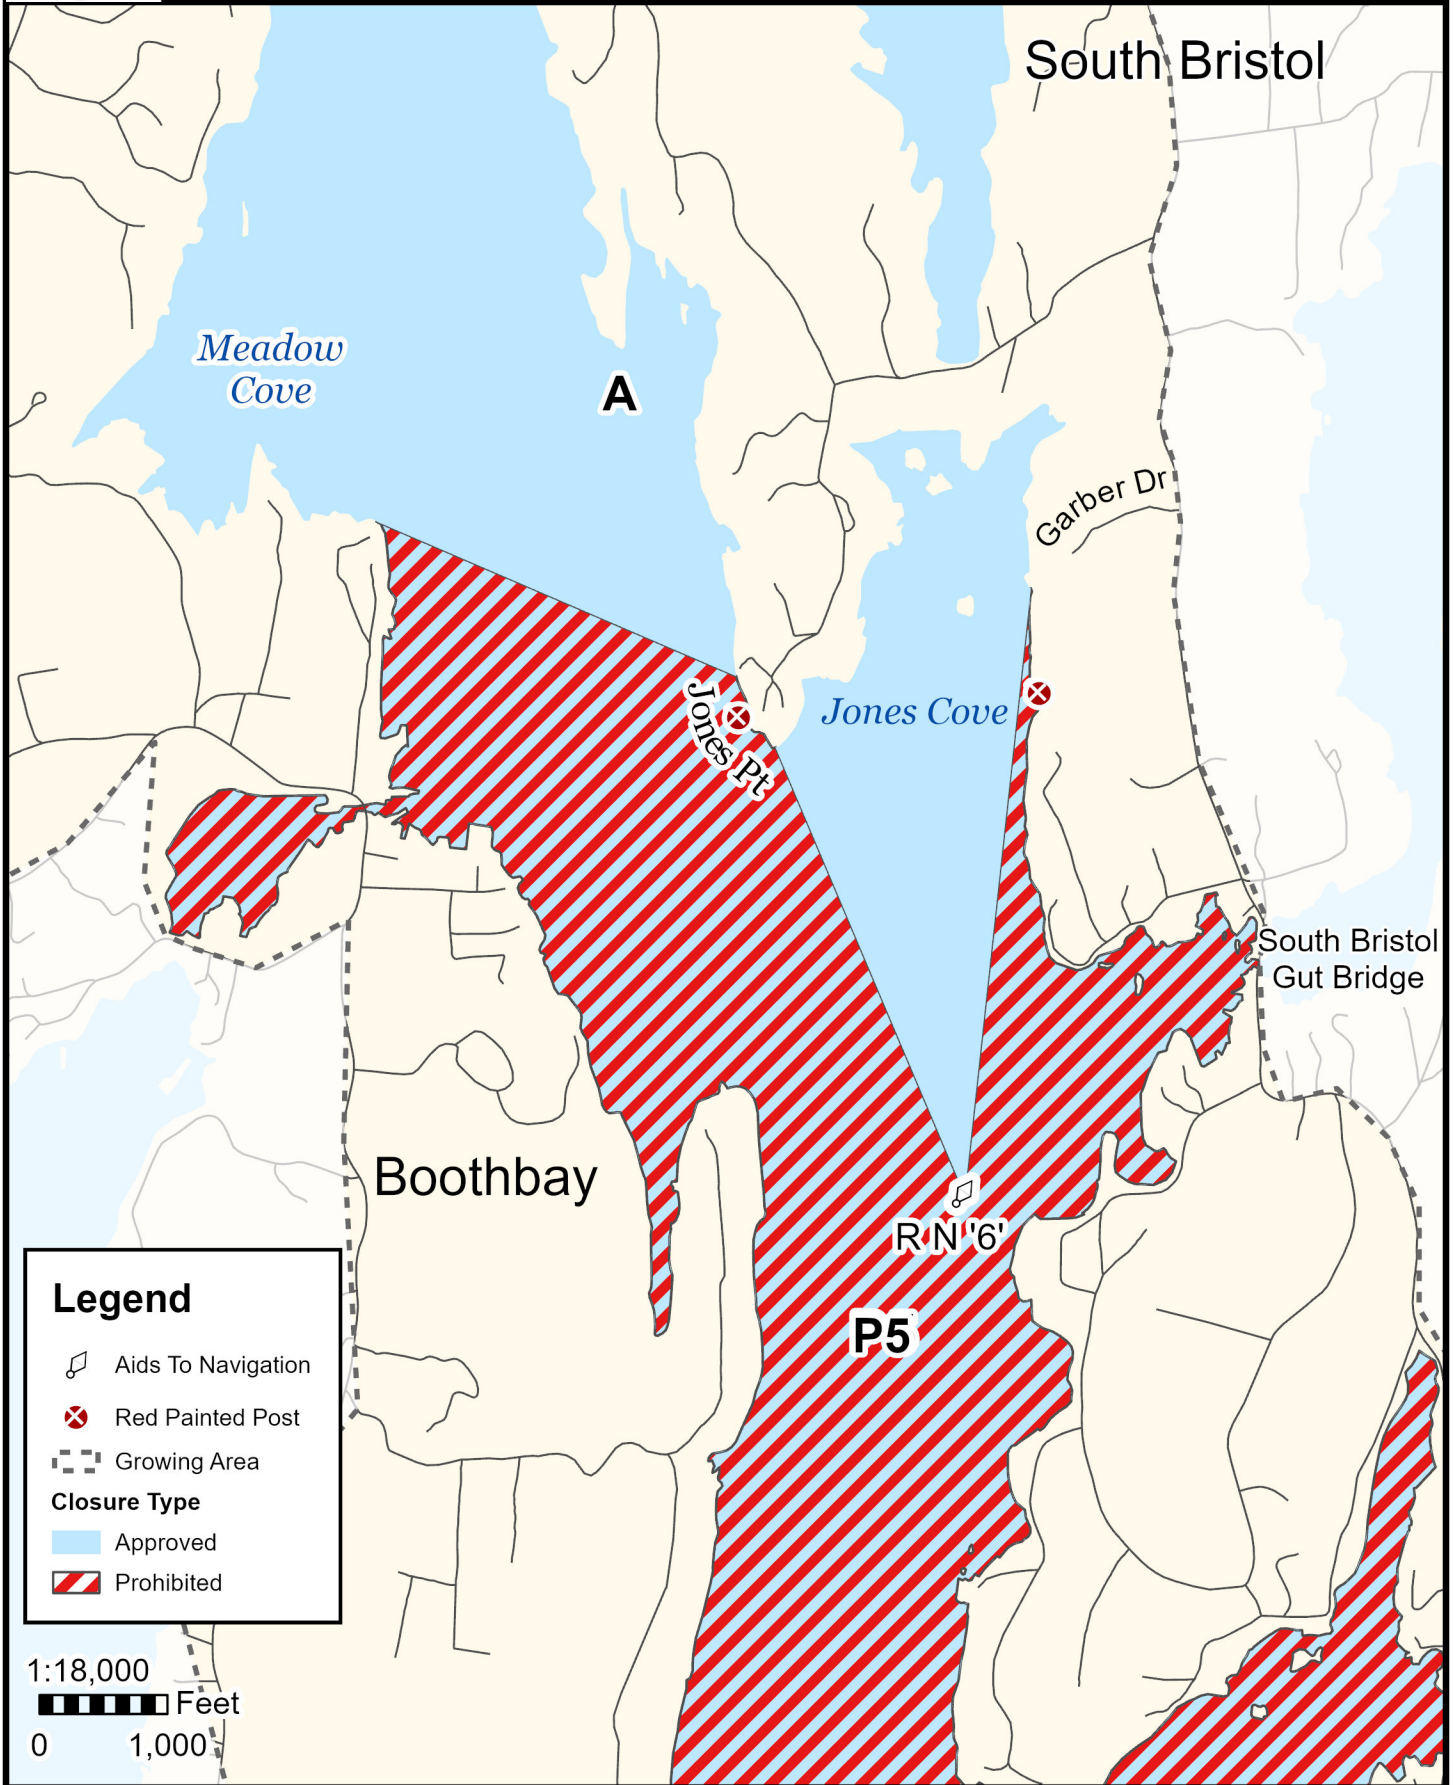 South Bristol
Meadow
Cove
A
Garber Dr
Jones Pt
Jones Cove
South Bristol
Gut Bridge
Boothbay
R N '6'
P5
Legend
Aids To Navigation
Red Painted Post
Growing Area
Closure Type
Approved
Prohibited
1:18,000
Feet
0 1,000